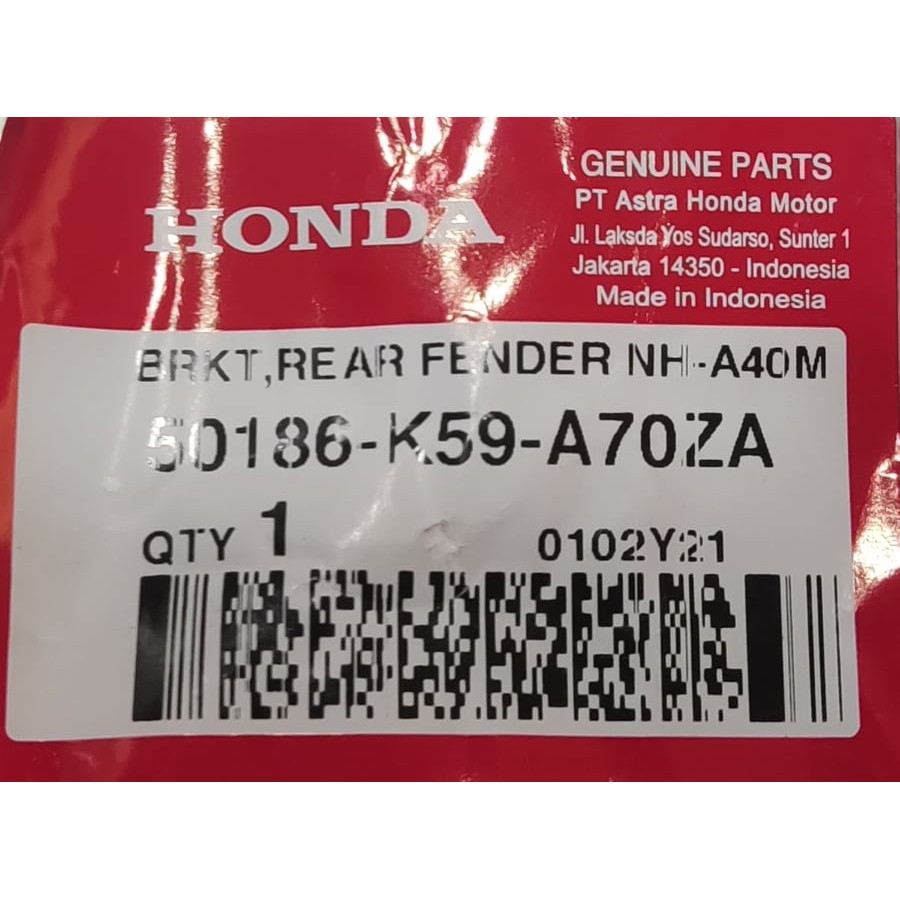 HONDA
GENUINE PARTS
PT Astra Honda Motor
Jl. Laksda Yos Sudarso, Sunter 1
Jakarta 14350 - Indonesia
Made in Indonesia
BRKT,REAR FENDER NH-A40M
50186-K59-A70ZA
QTY 1
0102Y21